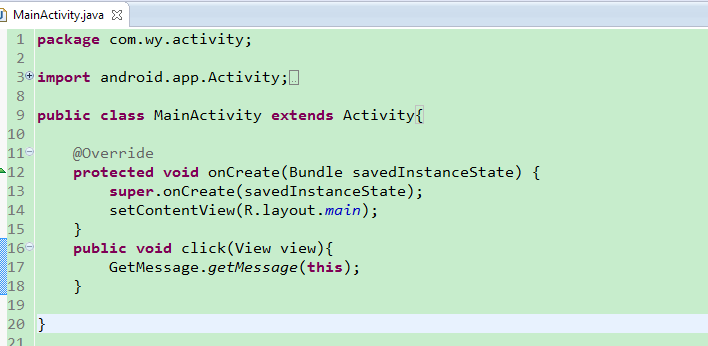 MainActivity.java
1 package com.wy.activity;
2
3 import android.app.Activity;
8
9 public class MainActivity extends Activity{
10
11     @Override
12     protected void onCreate(Bundle savedInstanceState) {
13         super.onCreate(savedInstanceState);
14         setContentView(R.layout.main);
15     }
16     public void click(View view){
17         GetMessage.getMessage(this);
18     }
19
20 }
21